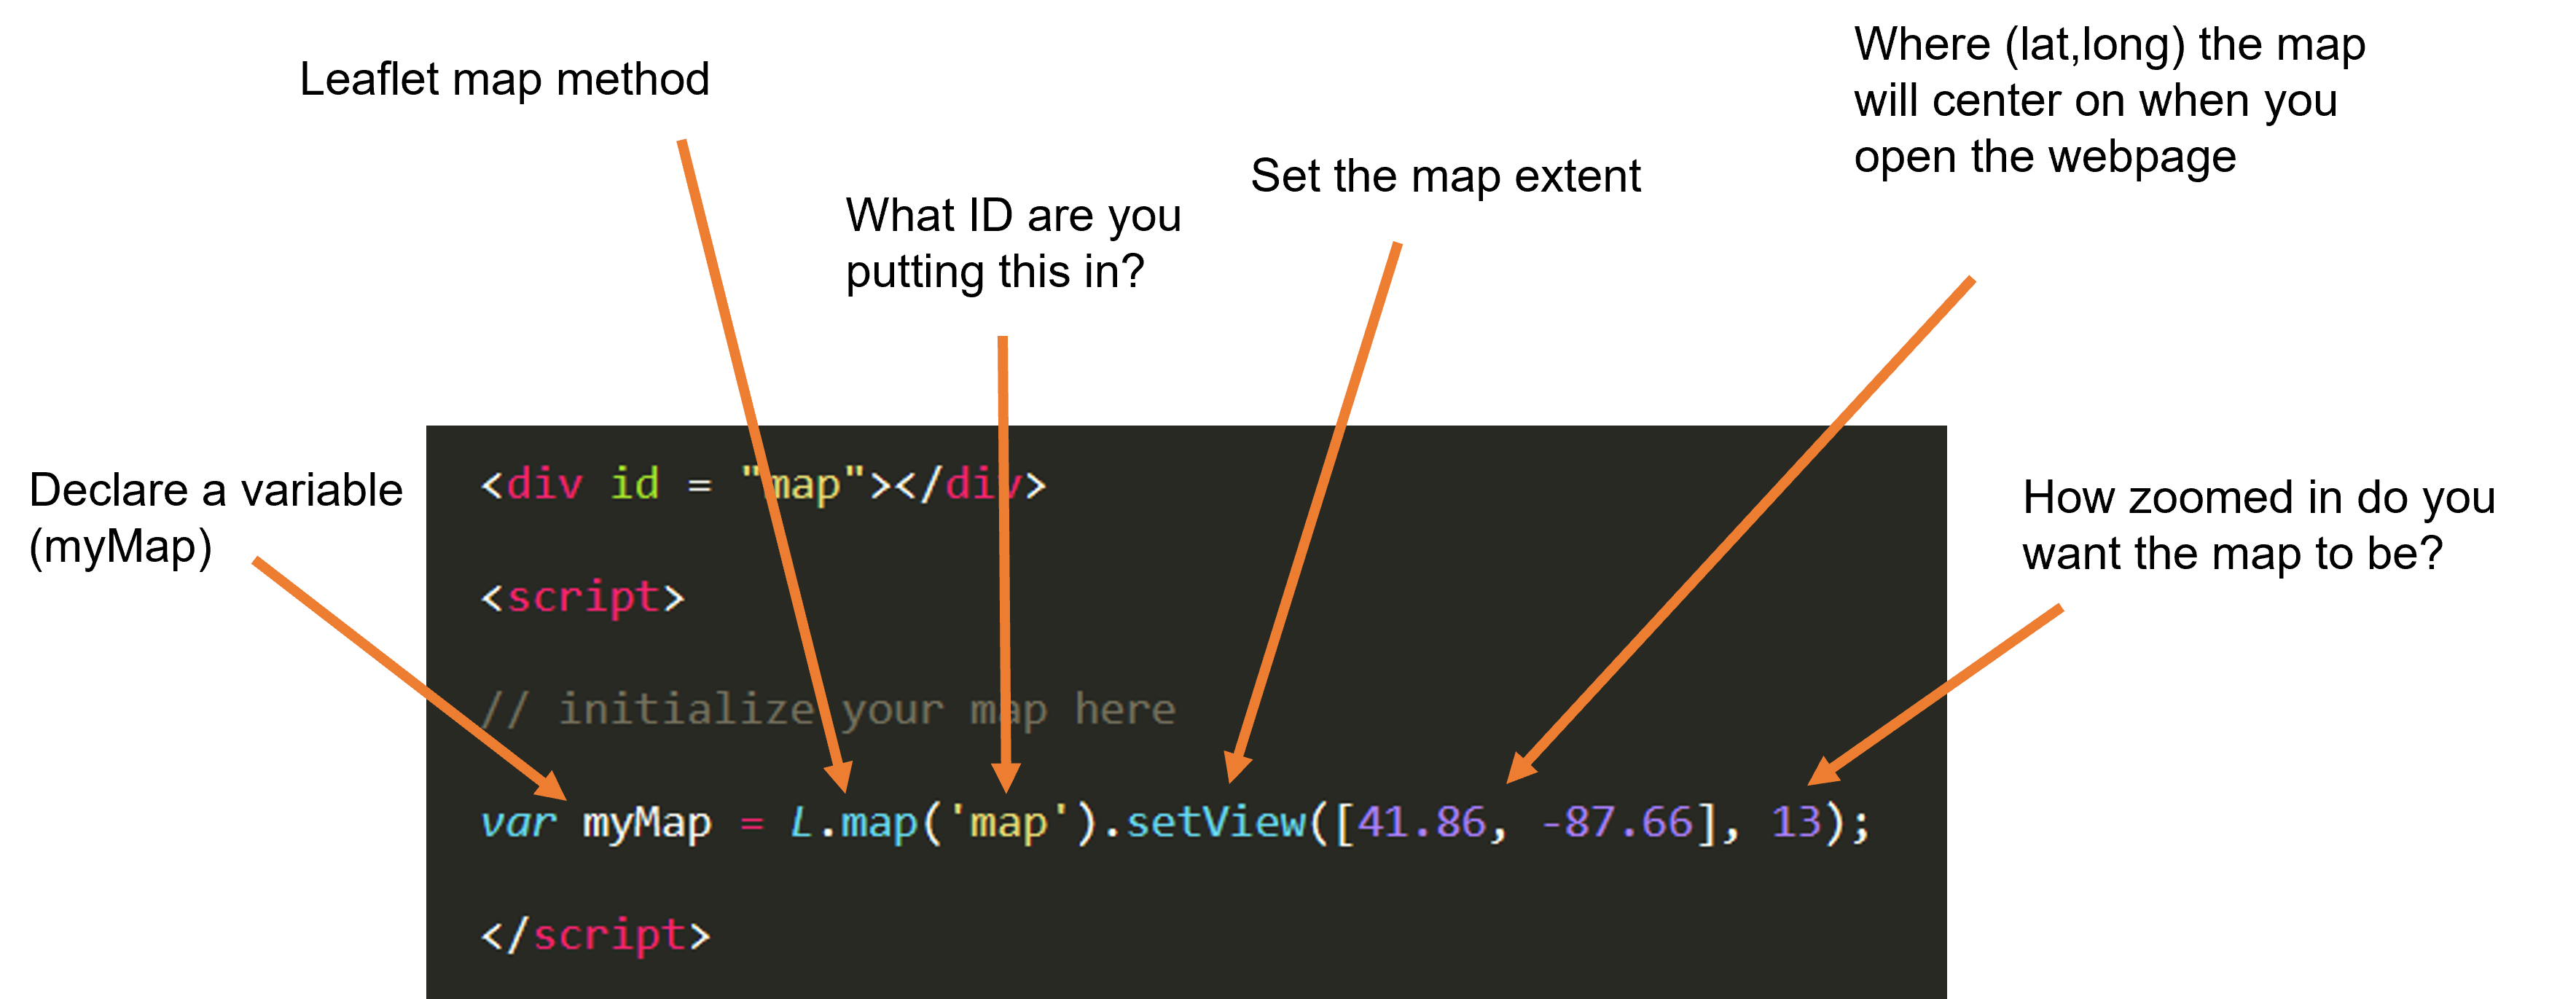 Leaflet map method
Where (lat,long) the map
will center on when you
open the webpage
Set the map extent
What ID are you
putting this in?
Declare a variable
(myMap)
How zoomed in do you
want the map to be?
<div id = "map"></div>
<script>
// initialize your map here
var myMap = L.map('map').setView([41.86, -87.66], 13);
</script>